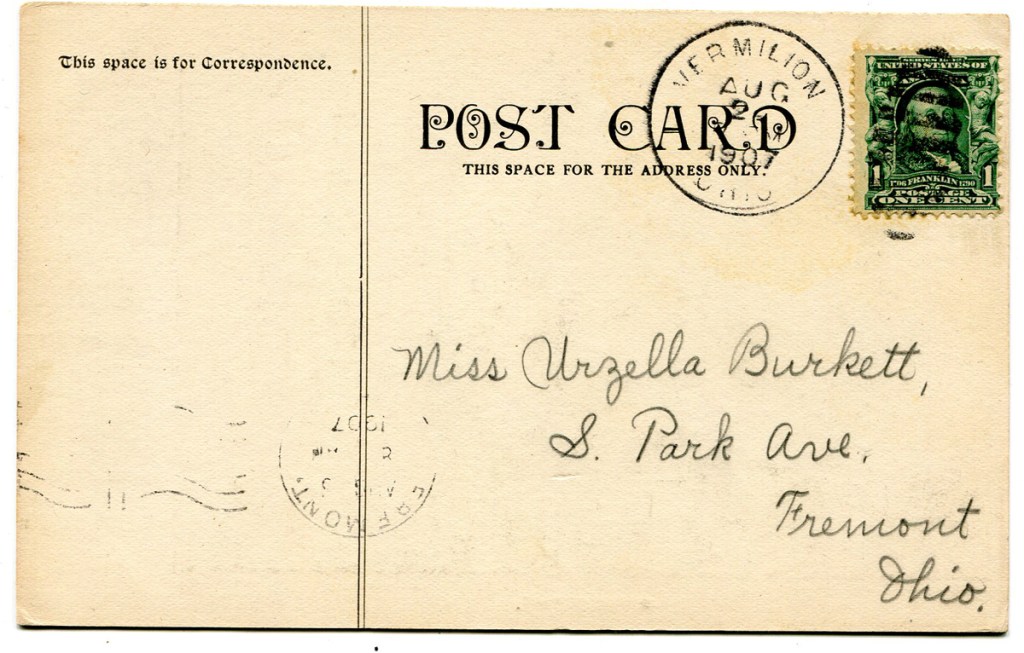 This space is for Correspondence.
POST CARD
THIS SPACE FOR THE ADDRESS ONLY.
VERMILION
AUG
1907
OHIO
UNITED STATES OF
1706 FRANKLIN 1790
1 POSTAGE 1
ONE CENT
Miss Urzella Burkett,
S. Park Ave.
Fremont
Ohio.
1907
FREMONT.